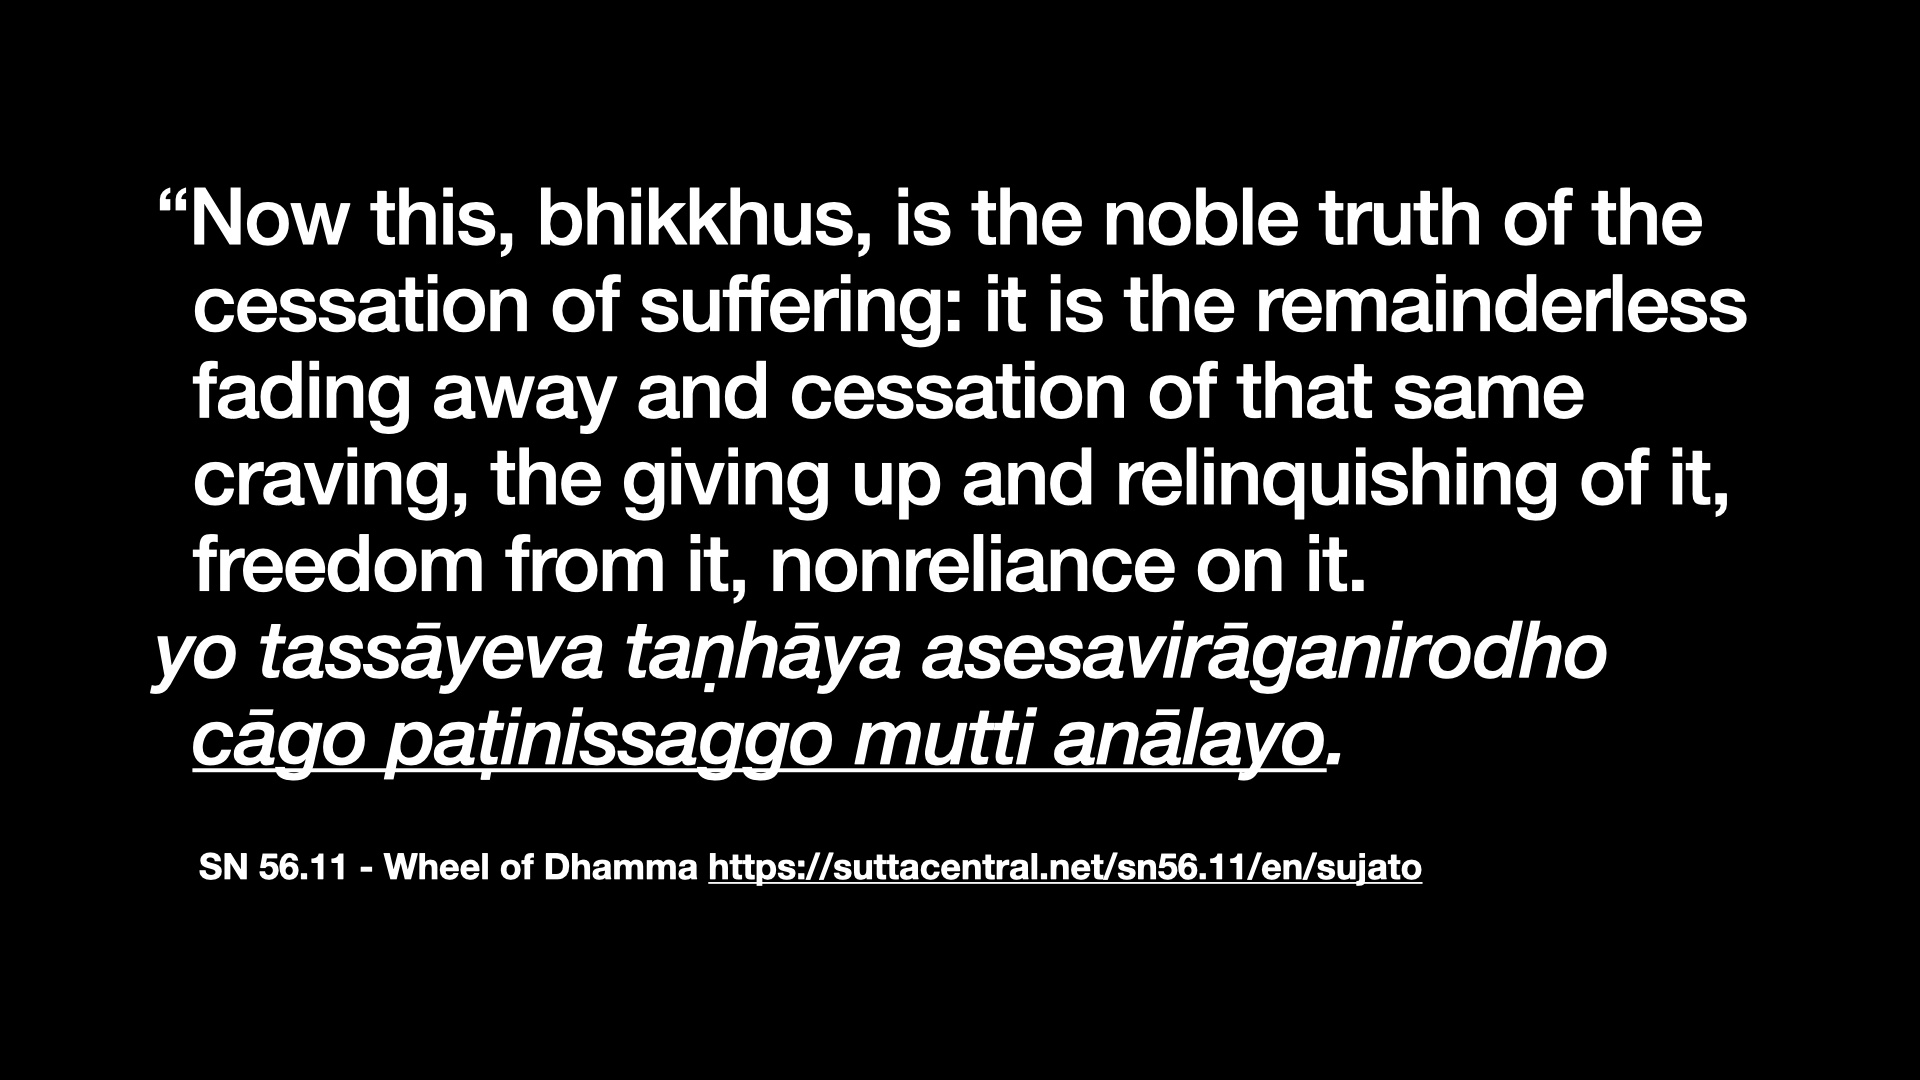 “Now this, bhikkhus, is the noble truth of the
cessation of suffering: it is the remainderless
fading away and cessation of that same
craving, the giving up and relinquishing of it,
freedom from it, nonreliance on it.
yo tassāyeva taṇhāya asesavirāganirodho
cāgo paṭinissaggo mutti anālayo.
SN 56.11 - Wheel of Dhamma https://suttacentral.net/sn56.11/en/sujato